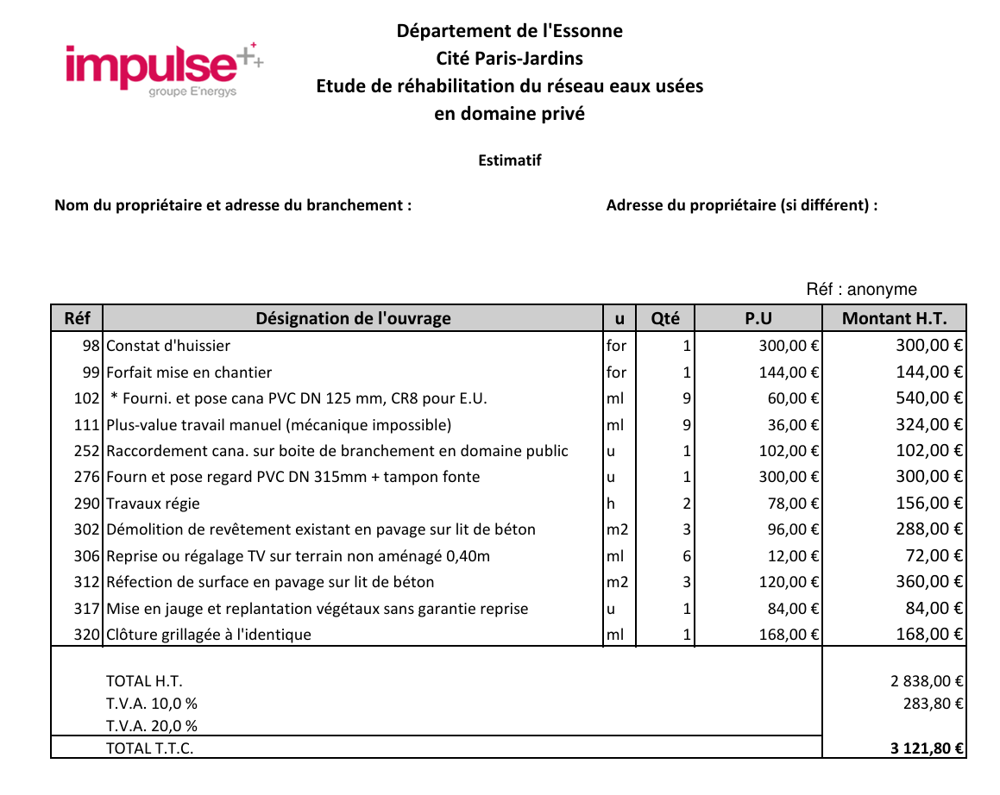 Département de l'Essonne
Cité Paris-Jardins
Etude de réhabilitation du réseau eaux usées
en domaine privé
impulse
groupe E'nergys
Estimatif
Nom du propriétaire et adresse du branchement : Adresse du propriétaire (si différent) :
Réf : anonyme
Réf Désignation de l'ouvrage u Qté P.U Montant H.T.
98 Constat d'huissier for 1 300,00 € 300,00 €
99 Forfait mise en chantier for 1 144,00 € 144,00 €
102 * Fourni. et pose cana PVC DN 125 mm, CR8 pour E.U. ml 9 60,00 € 540,00 €
111 Plus-value travail manuel (mécanique impossible) ml 9 36,00 € 324,00 €
252 Raccordement cana. sur boite de branchement en domaine public u 1 102,00 € 102,00 €
276 Fourn et pose regard PVC DN 315mm + tampon fonte u 1 300,00 € 300,00 €
290 Travaux régie h 2 78,00 € 156,00 €
302 Démolition de revêtement existant en pavage sur lit de béton m2 3 96,00 € 288,00 €
306 Reprise ou régalage TV sur terrain non aménagé 0,40m ml 6 12,00 € 72,00 €
312 Réfection de surface en pavage sur lit de béton m2 3 120,00 € 360,00 €
317 Mise en jauge et replantation végétaux sans garantie reprise u 1 84,00 € 84,00 €
320 Clôture grillagée à l'identique ml 1 168,00 € 168,00 €
TOTAL H.T. 2 838,00 €
T.V.A. 10,0 % 283,80 €
T.V.A. 20,0 %
TOTAL T.T.C. 3 121,80 €